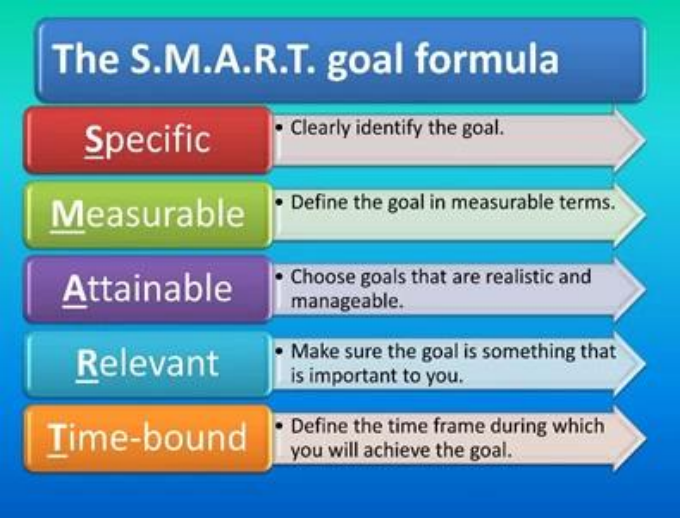 The S.M.A.R.T. goal formula
Specific
• Clearly identify the goal.
Measurable
• Define the goal in measurable terms.
Attainable
• Choose goals that are realistic and
manageable.
Relevant
• Make sure the goal is something that
is important to you.
Time-bound
• Define the time frame during which
you will achieve the goal.